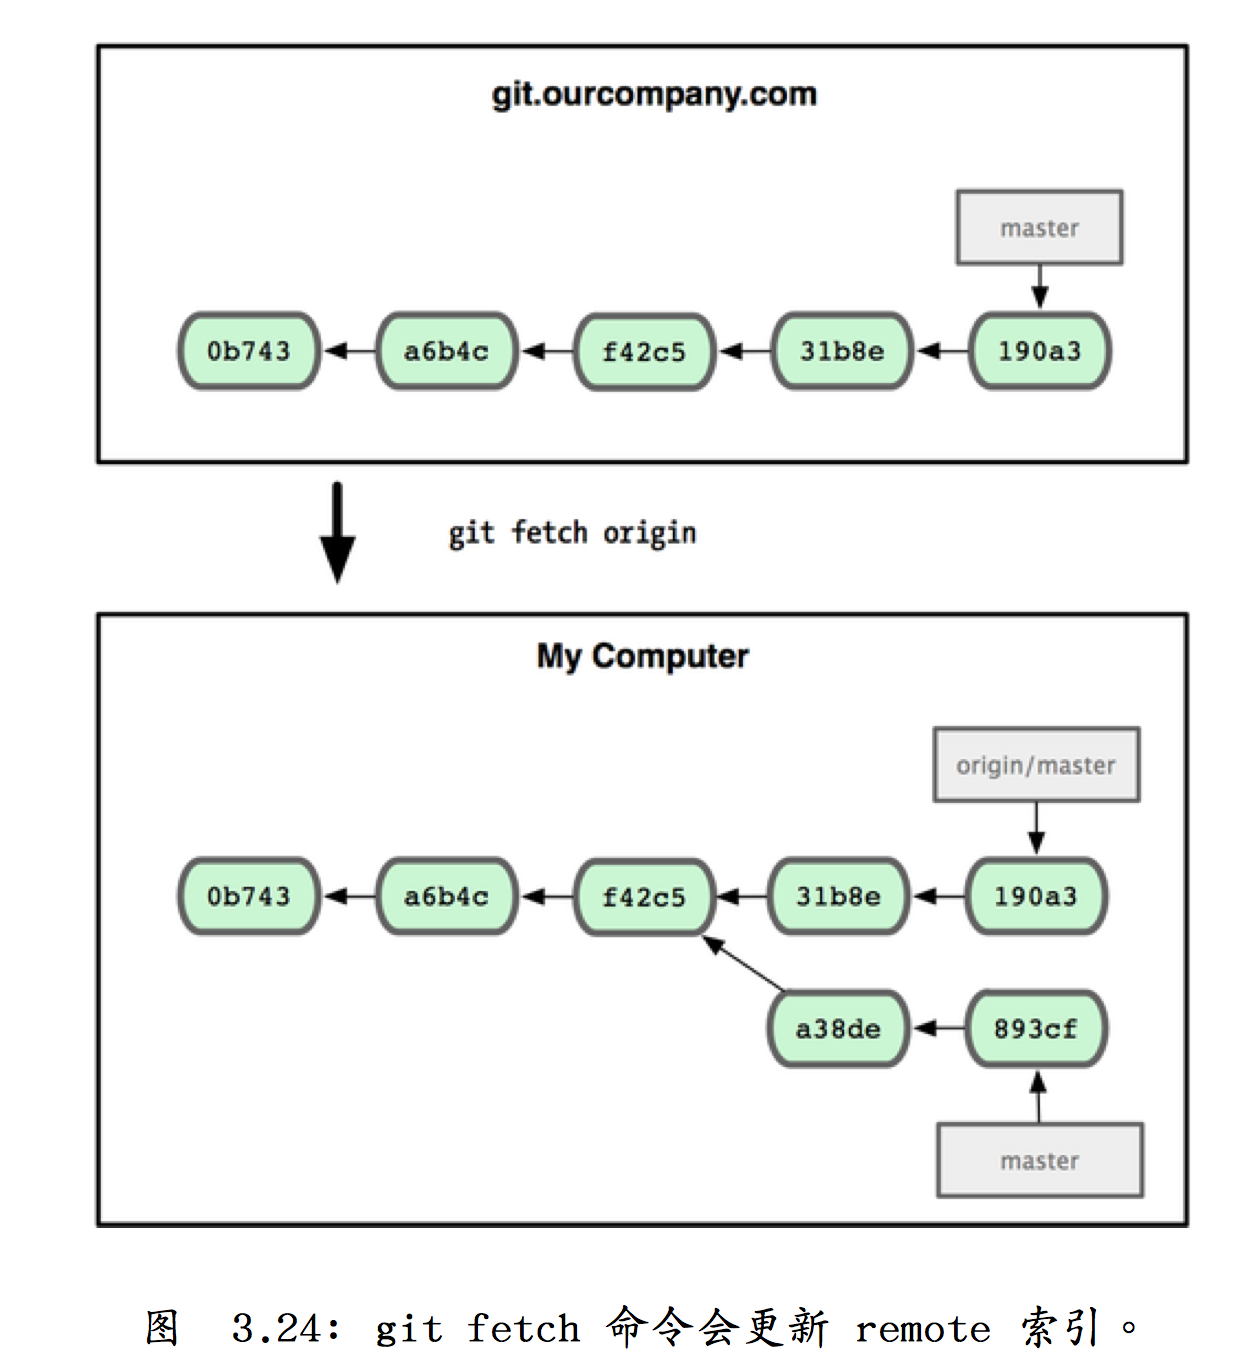 git.ourcompany.com
master
0b743 a6b4c f42c5 31b8e 190a3
git fetch origin
My Computer
origin/master
0b743 a6b4c f42c5 31b8e 190a3
a38de 893cf
master
图 3.24: git fetch 命令会更新 remote 索引。